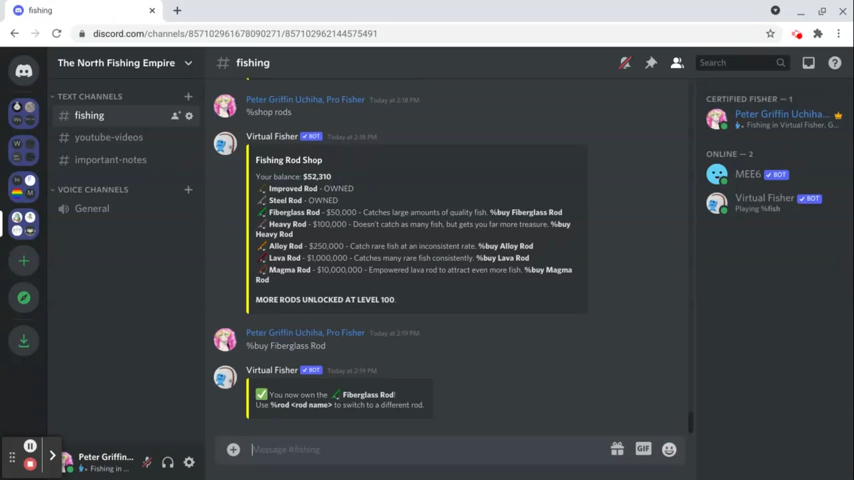 fishing
discord.com/channels/857102961678090271/857102962144575491
The North Fishing Empire
# fishing
Search
TEXT CHANNELS
# fishing
# youtube-videos
# important-notes
VOICE CHANNELS
General
Peter Griffin Uchiha, Pro Fisher Today at 2:18 PM
%shop rods
Virtual Fisher BOT Today at 2:18 PM
Fishing Rod Shop
Your balance: $52,310
Improved Rod - OWNED
Steel Rod - OWNED
Fiberglass Rod - $50,000 - Catches large amounts of quality fish. %buy Fiberglass Rod
Heavy Rod - $100,000 - Doesn't catch as many fish, but gets you far more treasure. %buy
Heavy Rod
Alloy Rod - $250,000 - Catch rare fish at an inconsistent rate. %buy Alloy Rod
Lava Rod - $1,000,000 - Catches many rare fish consistently. %buy Lava Rod
Magma Rod - $10,000,000 - Empowered lava rod to attract even more fish. %buy Magma
Rod
MORE RODS UNLOCKED AT LEVEL 100.
Peter Griffin Uchiha, Pro Fisher Today at 2:19 PM
%buy Fiberglass Rod
Virtual Fisher BOT Today at 2:19 PM
You now own the Fiberglass Rod!
Use %rod <rod name> to switch to a different rod.
Message #fishing
GIF
CERTIFIED FISHER — 1
Peter Griffin Uchiha...
Fishing in Virtual Fisher, G...
ONLINE — 2
MEE6 BOT
Virtual Fisher BOT
Playing %fish
Peter Griffin...
Fishing in ...